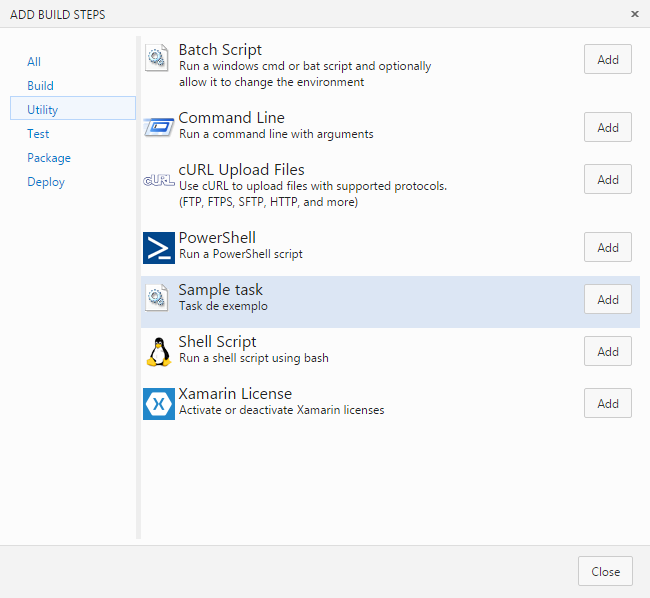 ADD BUILD STEPS
All
Build
Utility
Test
Package
Deploy
Batch Script
Run a windows cmd or bat script and optionally
allow it to change the environment
Add
Command Line
Run a command line with arguments
Add
cURL
cURL Upload Files
Use cURL to upload files with supported protocols.
(FTP, FTPS, SFTP, HTTP, and more)
Add
PowerShell
Run a PowerShell script
Add
Sample task
Task de exemplo
Add
Shell Script
Run a shell script using bash
Add
Xamarin License
Activate or deactivate Xamarin licenses
Add
Close